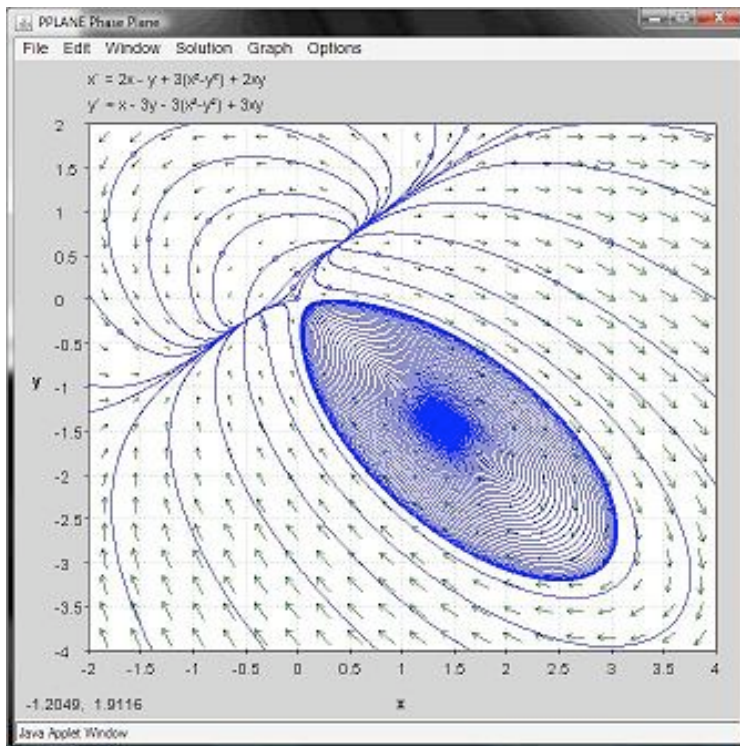 PPLANE Phase Plane
File Edit Window Solution Graph Options
x' = 2x - y + 3(x²-y²) + 2xy
y' = x - 3y - 3(x²-y²) + 3xy
2
1.5
1
0.5
0
-0.5
-1
-1.5
-2
-2.5
-3
-3.5
-4
y
-2 -1.5 -1 -0.5 0 0.5 1 1.5 2 2.5 3 3.5 4
x
-1.2049, 1.9116
Java Applet Window